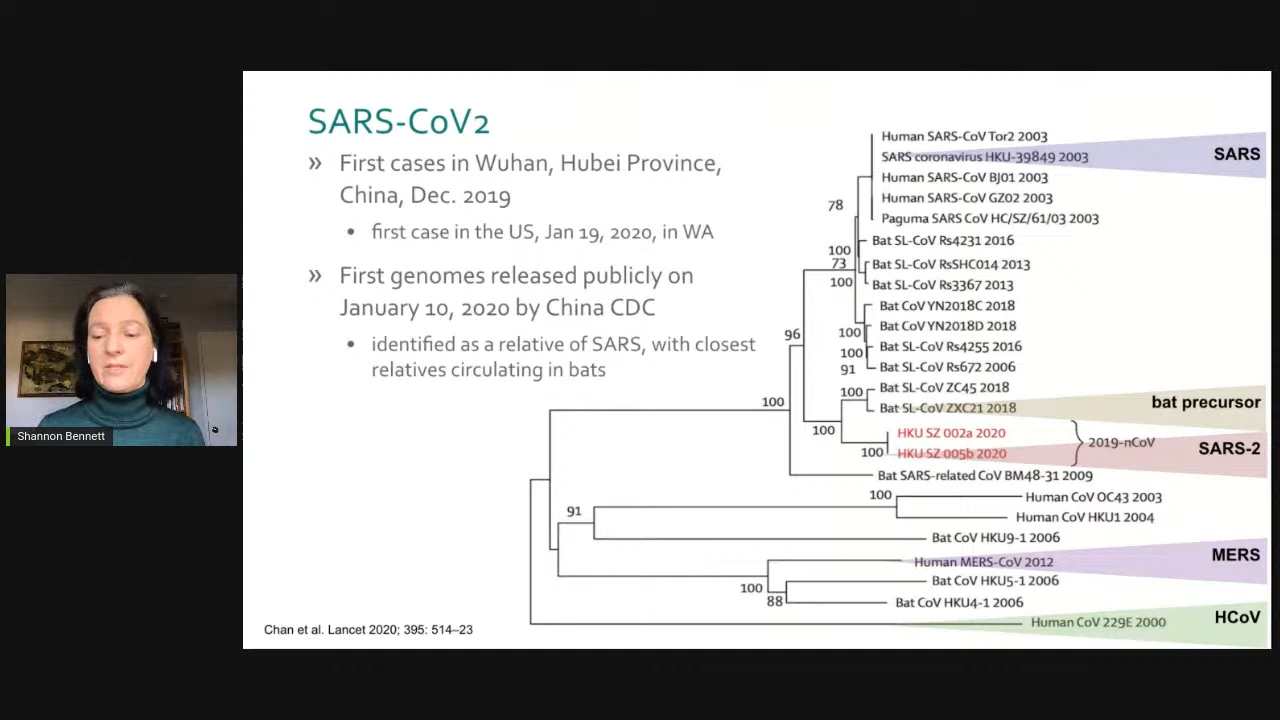 SARS-CoV2
» First cases in Wuhan, Hubei Province,
China, Dec. 2019
• first case in the US, Jan 19, 2020, in WA
» First genomes released publicly on
January 10, 2020 by China CDC
• identified as a relative of SARS, with closest
relatives circulating in bats
Chan et al. Lancet 2020; 395: 514–23
Shannon Bennett
Human SARS-CoV Tor2 2003
SARS coronavirus HKU-39849 2003
SARS
Human SARS-CoV BJ01 2003
78
Human SARS-CoV GZ02 2003
Paguma SARS CoV HC/SZ/61/03 2003
Bat SL-CoV Rs4231 2016
100
73
Bat SL-CoV RsSHC014 2013
100
Bat SL-CoV Rs3367 2013
Bat CoV YN2018C 2018
Bat CoV YN2018D 2018
96
100
Bat SL-CoV Rs4255 2016
100
Bat SL-CoV Rs672 2006
91
Bat SL-CoV ZC45 2018
100
100
Bat SL-CoV ZXC21 2018
bat precursor
100
HKU SZ 002a 2020
2019-nCoV
SARS-2
100
HKU SZ 005b 2020
Bat SARS-related CoV BM48-31 2009
100
Human CoV OC43 2003
91
Human CoV HKU1 2004
Bat CoV HKU9-1 2006
Human MERS-CoV 2012
MERS
100
Bat CoV HKU5-1 2006
88
Bat CoV HKU4-1 2006
Human CoV 229E 2000
HCoV